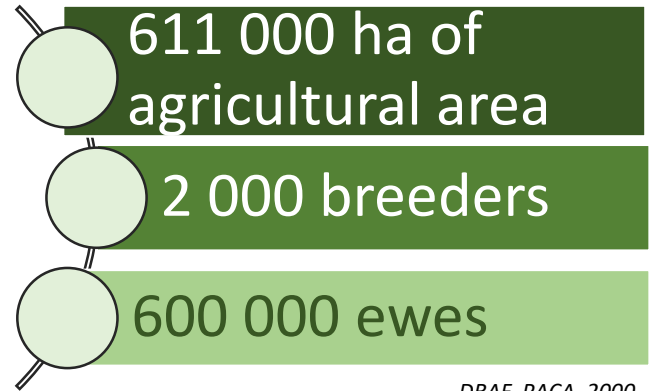 611 000 ha of
agricultural area
2 000 breeders
600 000 ewes
DRAF, PACA, 2000